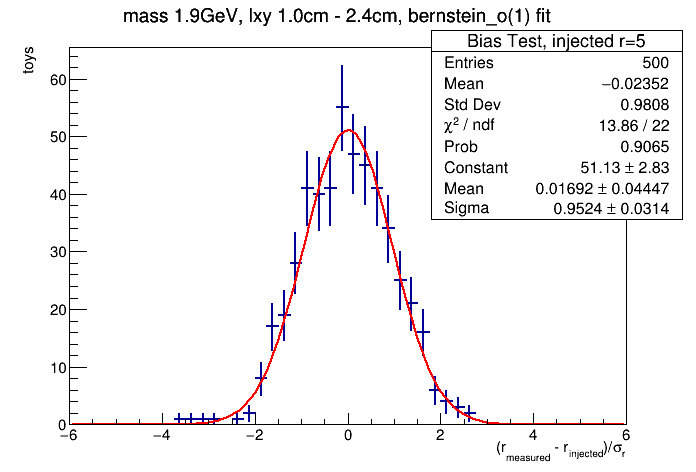 mass 1.9GeV, lxy 1.0cm - 2.4cm, bernstein_o(1) fit
toys
Bias Test, injected r=5
Entries 500
Mean −0.02352
Std Dev 0.9808
χ² / ndf 13.86 / 22
Prob 0.9065
Constant 51.13 ± 2.83
Mean 0.01692 ± 0.04447
Sigma 0.9524 ± 0.0314
60
50
40
30
20
10
0
−6 −4 −2 0 2 4 6
(r_measured - r_injected)/σ_r